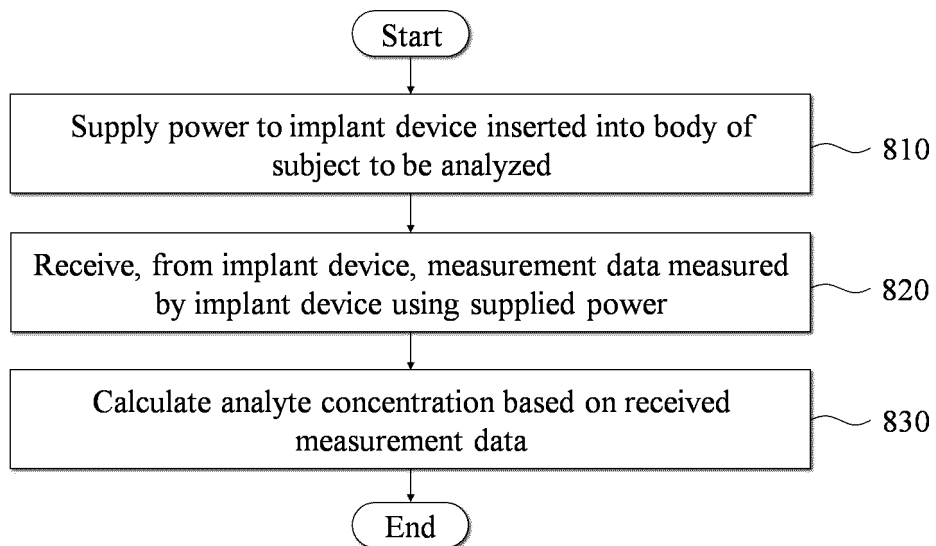 Start
Supply power to implant device inserted into body of
subject to be analyzed
810
Receive, from implant device, measurement data measured
by implant device using supplied power
820
Calculate analyte concentration based on received
measurement data
830
End